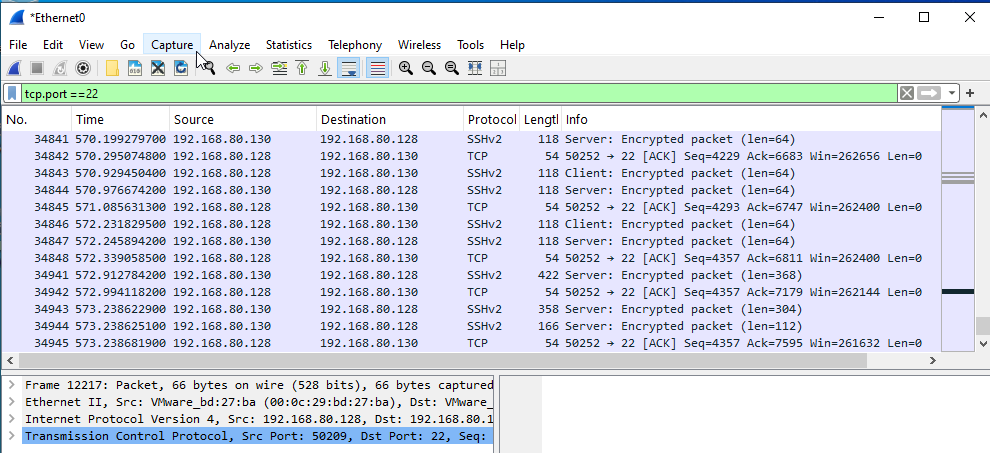 *Ethernet0
File Edit View Go Capture Analyze Statistics Telephony Wireless Tools Help
tcp.port ==22
No. Time Source Destination Protocol Lengtl Info
34841 570.199279700 192.168.80.130 192.168.80.128 SSHv2 118 Server: Encrypted packet (len=64)
34842 570.295074800 192.168.80.128 192.168.80.130 TCP 54 50252 → 22 [ACK] Seq=4229 Ack=6683 Win=262656 Len=0
34843 570.929450400 192.168.80.128 192.168.80.130 SSHv2 118 Client: Encrypted packet (len=64)
34844 570.976674200 192.168.80.130 192.168.80.128 SSHv2 118 Server: Encrypted packet (len=64)
34845 571.085631300 192.168.80.128 192.168.80.130 TCP 54 50252 → 22 [ACK] Seq=4293 Ack=6747 Win=262400 Len=0
34846 572.231829500 192.168.80.128 192.168.80.130 SSHv2 118 Client: Encrypted packet (len=64)
34847 572.245894200 192.168.80.130 192.168.80.128 SSHv2 118 Server: Encrypted packet (len=64)
34848 572.339058500 192.168.80.128 192.168.80.130 TCP 54 50252 → 22 [ACK] Seq=4357 Ack=6811 Win=262400 Len=0
34941 572.912784200 192.168.80.130 192.168.80.128 SSHv2 422 Server: Encrypted packet (len=368)
34942 572.994118200 192.168.80.128 192.168.80.130 TCP 54 50252 → 22 [ACK] Seq=4357 Ack=7179 Win=262144 Len=0
34943 573.238622900 192.168.80.130 192.168.80.128 SSHv2 358 Server: Encrypted packet (len=304)
34944 573.238625100 192.168.80.130 192.168.80.128 SSHv2 166 Server: Encrypted packet (len=112)
34945 573.238681900 192.168.80.128 192.168.80.130 TCP 54 50252 → 22 [ACK] Seq=4357 Ack=7595 Win=261632 Len=0
Frame 12217: Packet, 66 bytes on wire (528 bits), 66 bytes captured
Ethernet II, Src: VMware_bd:27:ba (00:0c:29:bd:27:ba), Dst: VMware_
Internet Protocol Version 4, Src: 192.168.80.128, Dst: 192.168.80.1
Transmission Control Protocol, Src Port: 50209, Dst Port: 22, Seq: